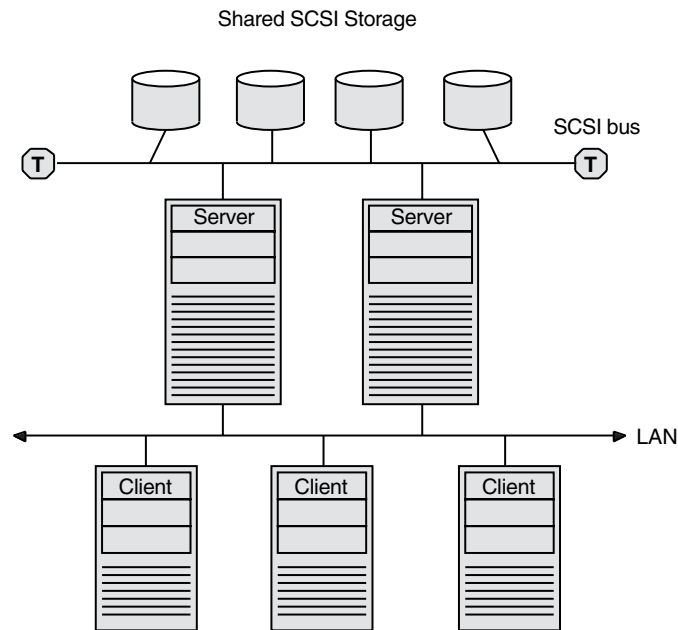 Shared SCSI Storage
SCSI bus
T
T
Server
Server
LAN
Client
Client
Client